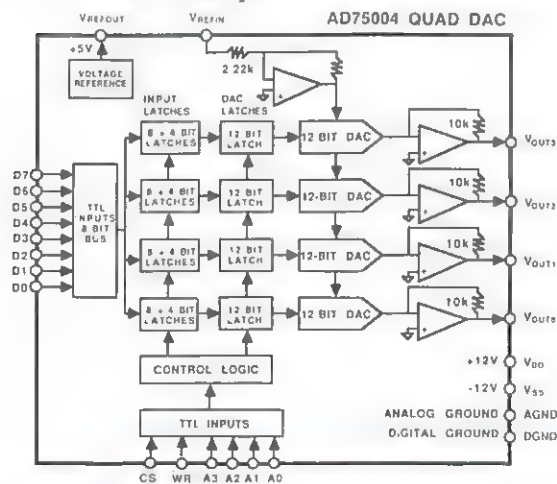 VREFOUT
VREFIN
AD75004 QUAD DAC
+5V
VOLTAGE
REFERENCE
2.22k
INPUT
LATCHES
DAC
LATCHES
8 + 4 BIT
LATCHES
12 BIT
LATCH
12 BIT DAC
10k
VOUT3
8 + 4 BIT
LATCHES
12 BIT
LATCH
12-BIT DAC
10k
VOUT2
8 + 4 BIT
LATCHES
12 BIT
LATCH
12-BIT DAC
10k
VOUT1
8 + 4 BIT
LATCHES
12 BIT
LATCH
12 BIT DAC
10k
D7
D6
D5
D4
D3
D2
D1
D0
TTL
INPUTS
8 BIT
BUS
CONTROL LOGIC
TTL INPUTS
+12V VDD
-12V VSS
ANALOG GROUND AGND
DIGITAL GROUND DGND
CS WR A3 A2 A1 A0